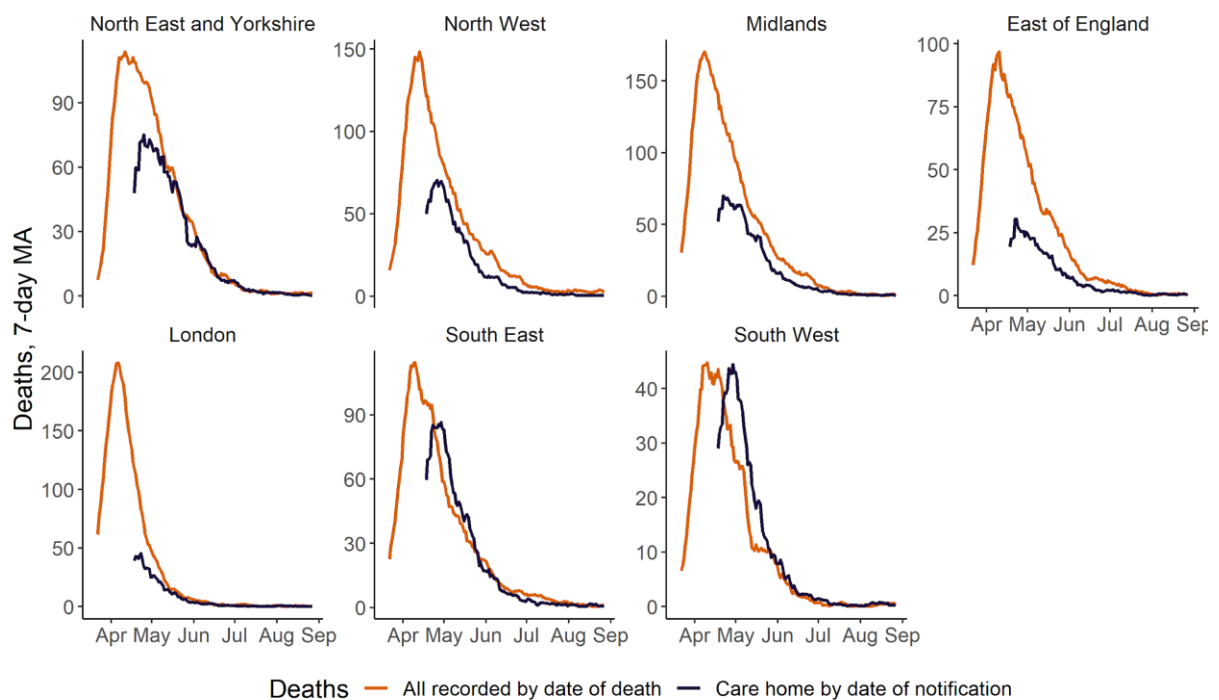 North East and Yorkshire
North West
Midlands
East of England
90
60
30
0
150
100
50
0
150
100
50
0
100
75
50
25
0
Apr May Jun Jul Aug Sep
Deaths, 7-day MA
London
South East
South West
200
150
100
50
0
90
60
30
0
40
30
20
10
0
Apr May Jun Jul Aug Sep
Apr May Jun Jul Aug Sep
Apr May Jun Jul Aug Sep
Deaths All recorded by date of death Care home by date of notification